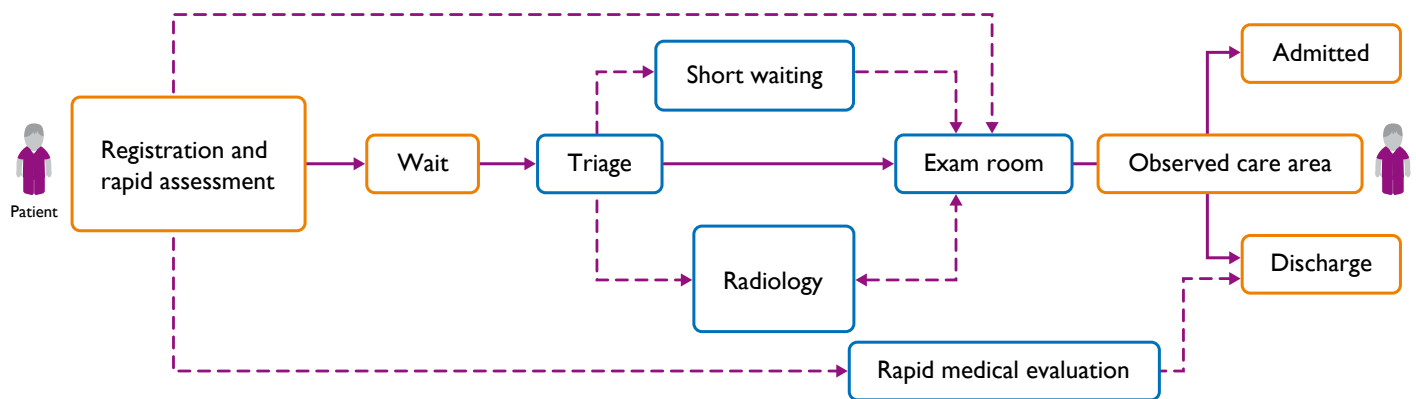 Patient
Registration and
rapid assessment
Wait
Triage
Short waiting
Radiology
Exam room
Rapid medical evaluation
Observed care area
Admitted
Discharge